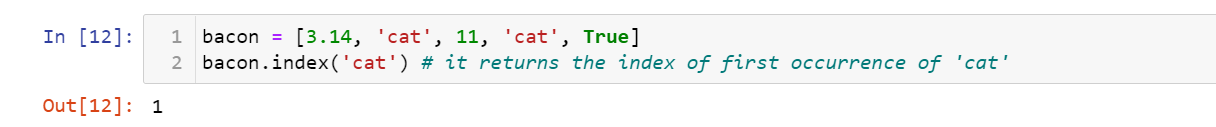 In [12]: 1 bacon = [3.14, 'cat', 11, 'cat', True]
2 bacon.index('cat') # it returns the index of first occurrence of 'cat'
Out[12]: 1